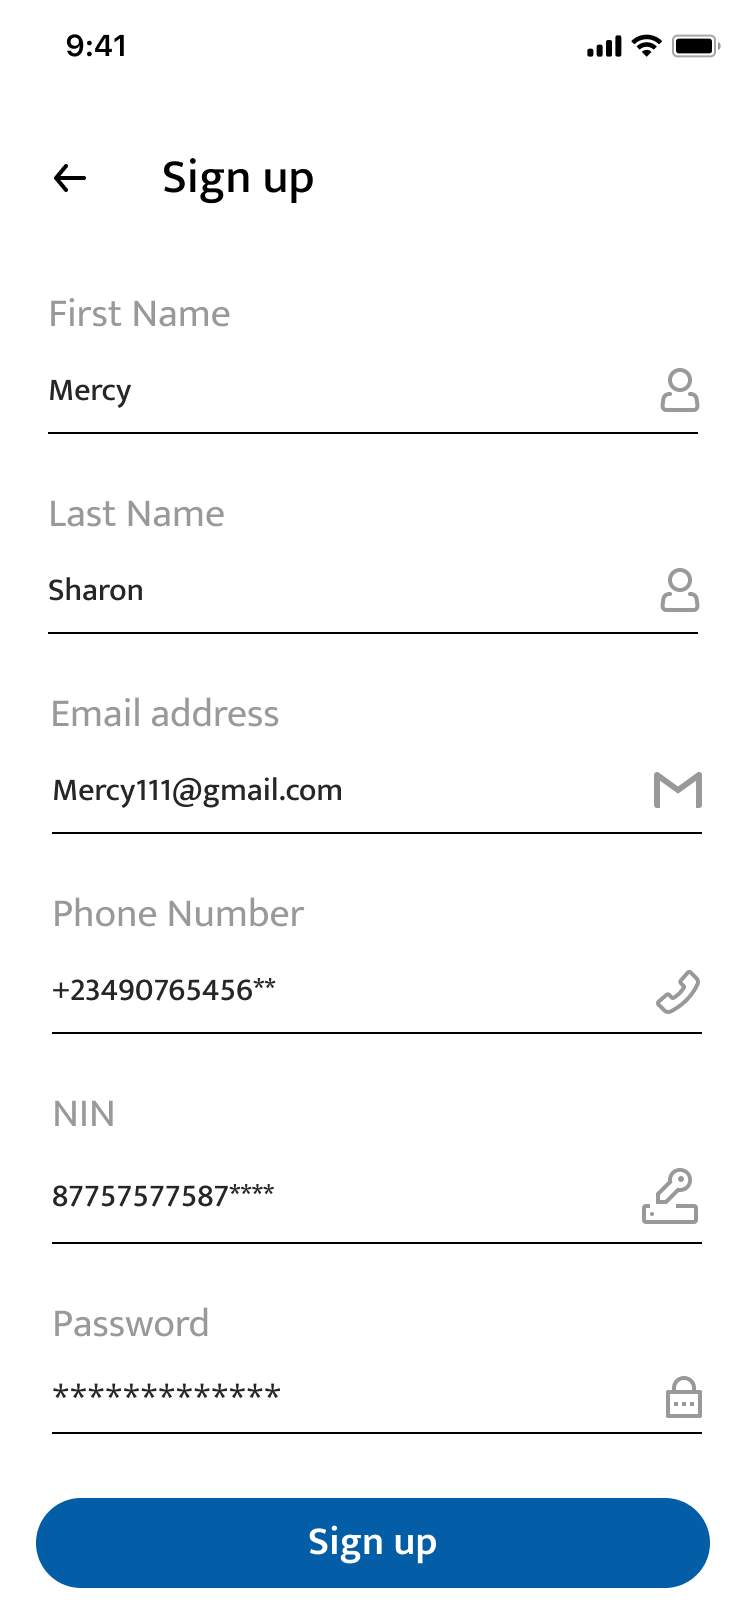 9:41
Sign up
First Name
Mercy
Last Name
Sharon
Email address
Mercy111@gmail.com
Phone Number
+23490765456**
NIN
87757577587****
Password
*************
Sign up